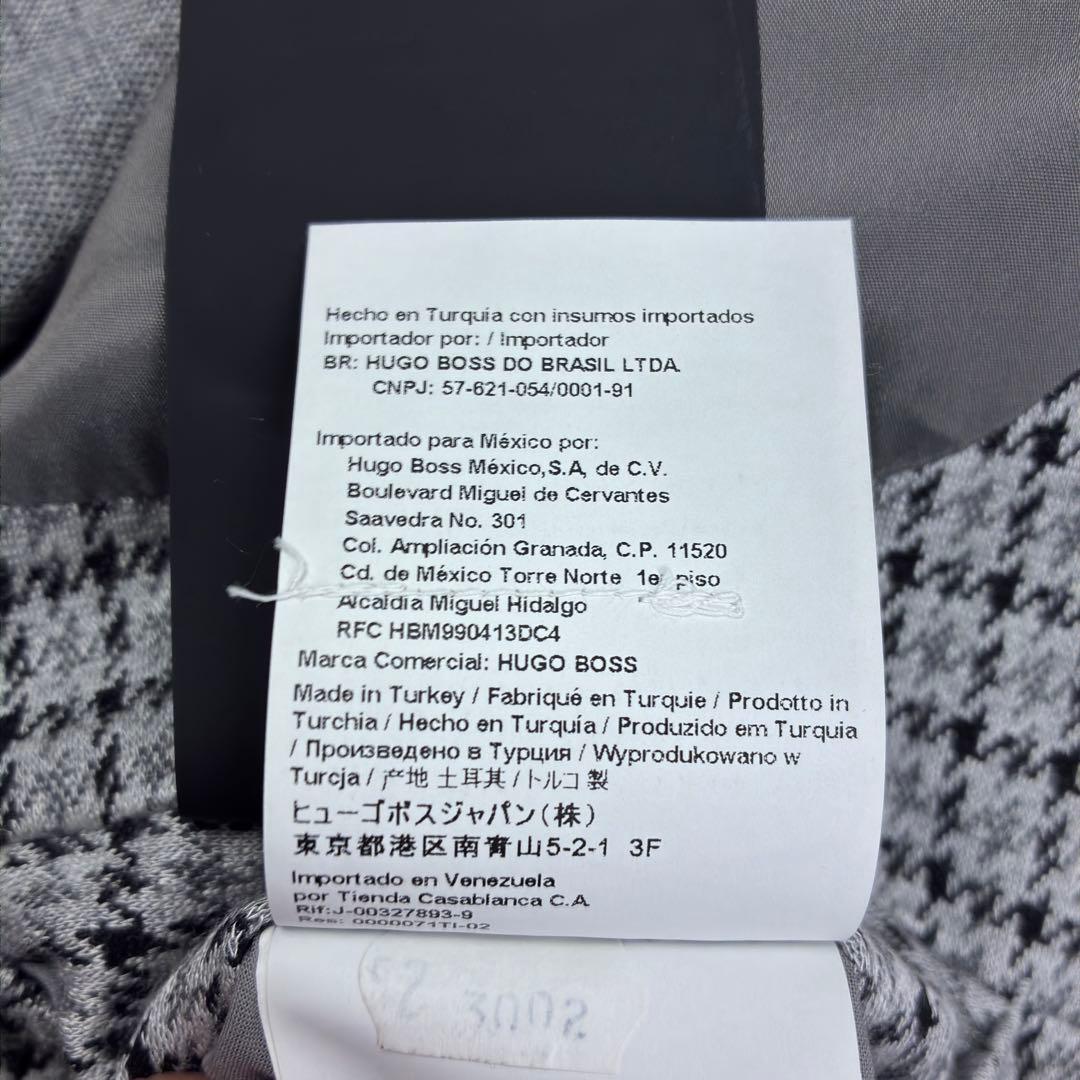 Hecho en Turquía con insumos importados
Importador por: / Importador
BR: HUGO BOSS DO BRASIL LTDA.
CNPJ: 57-621-054/0001-91
Importado para México por:
Hugo Boss México,S.A, de C.V.
Boulevard Miguel de Cervantes
Saavedra No. 301
Col. Ampliación Granada, C.P. 11520
Cd. de México Torre Norte 1er piso
Alcaldia Miguel Hidalgo
RFC HBM990413DC4
Marca Comercial: HUGO BOSS
Made in Turkey / Fabriqué en Turquie / Prodotto in
Turchia / Hecho en Turquía / Produzido em Turquia
/ Произведено в Турция / Wyprodukowano w
Turcja / 产地 土耳其 / トルコ 製
ヒューゴボスジャパン(株)
東京都港区南青山5-2-1 3F
Importado en Venezuela
por Tienda Casablanca C.A.
Rif:J-00327893-9
Res: 0000071TI-02